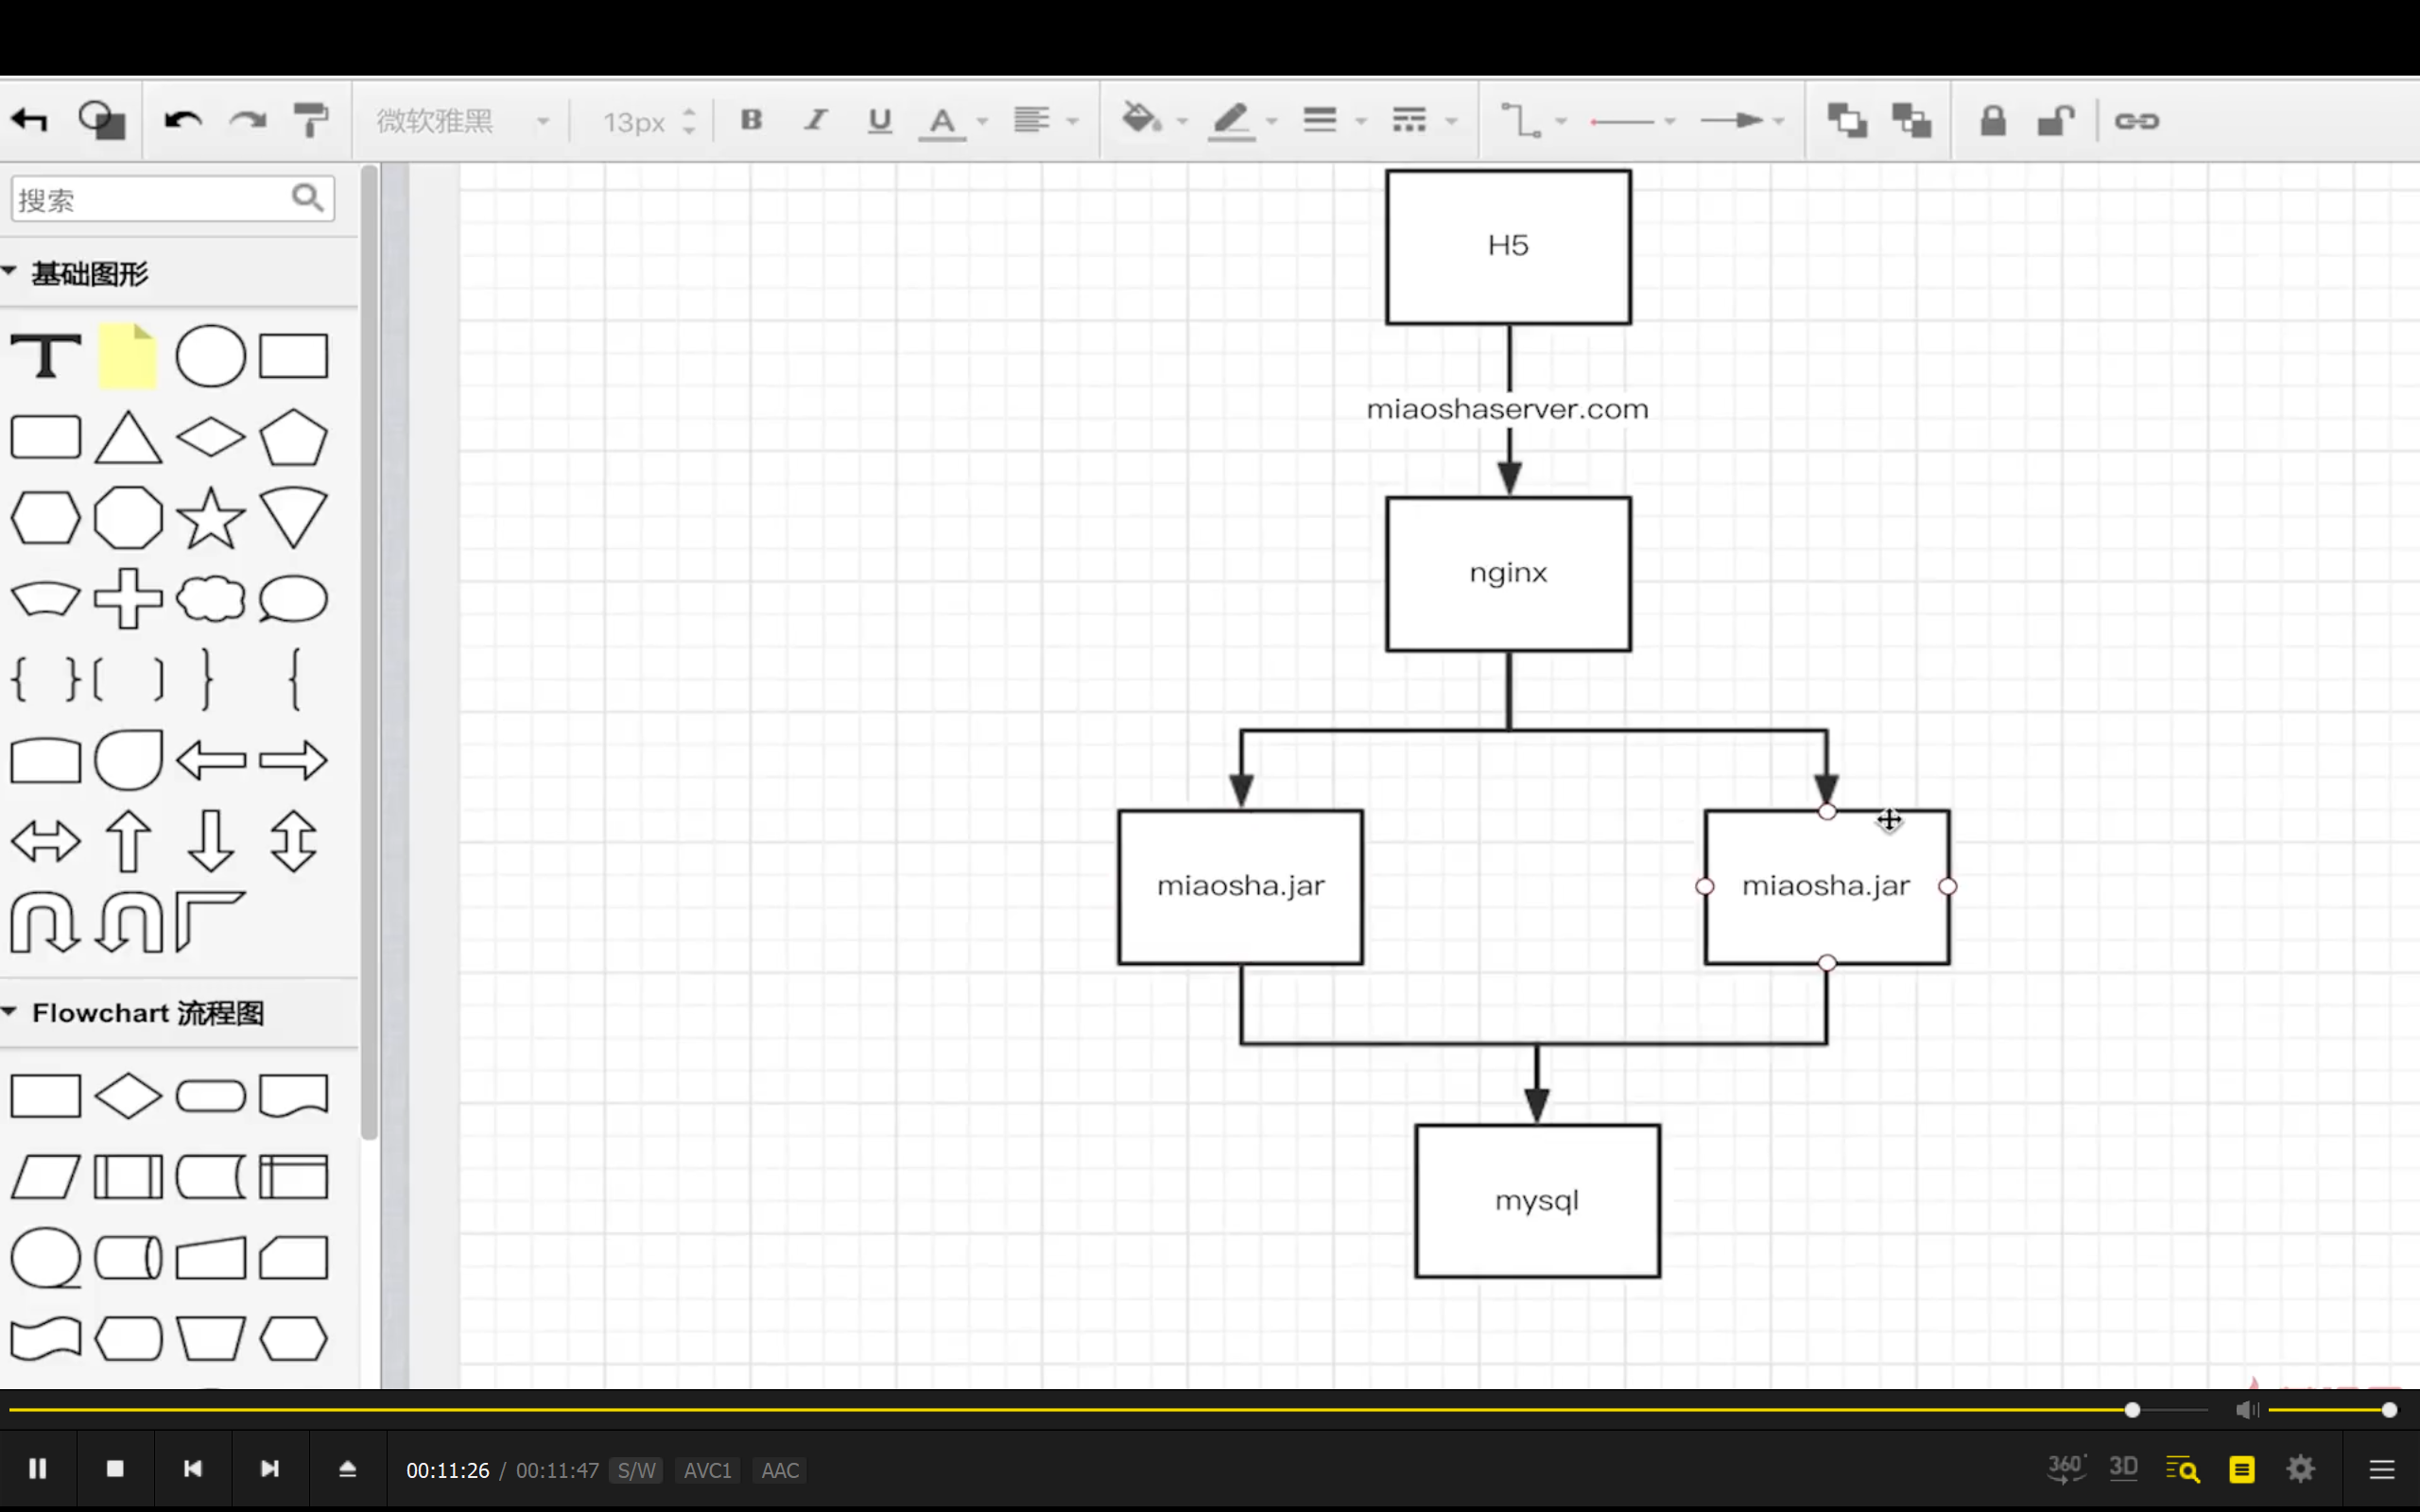 微软雅黑
13px
B I U A
搜索
基础图形
T
Flowchart 流程图
H5
miaoshaserver.com
nginx
miaosha.jar
miaosha.jar
mysql
00:11:26 / 00:11:47 S/W AVC1 AAC
360° 3D